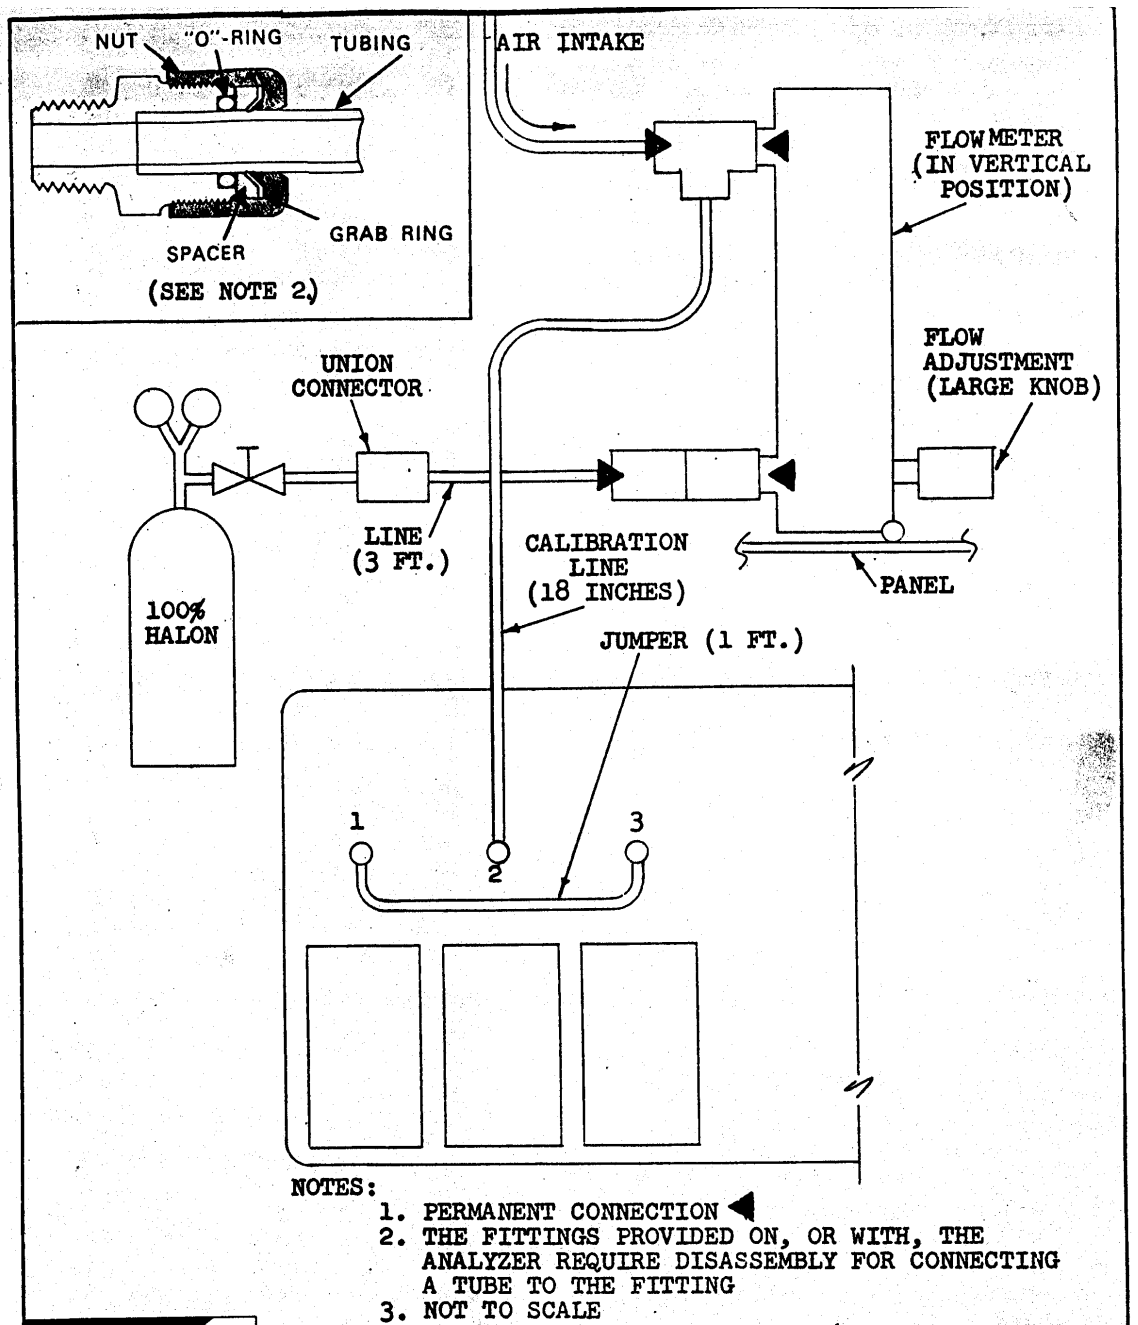 NUT
"O"-RING
TUBING
SPACER
GRAB RING
(SEE NOTE 2)
AIR INTAKE
FLOWMETER
(IN VERTICAL
POSITION)
UNION
CONNECTOR
FLOW
ADJUSTMENT
(LARGE KNOB)
LINE
(3 FT.)
CALIBRATION
LINE
(18 INCHES)
PANEL
100%
HALON
JUMPER (1 FT.)
1
2
3
NOTES:
1. PERMANENT CONNECTION
2. THE FITTINGS PROVIDED ON, OR WITH, THE
ANALYZER REQUIRE DISASSEMBLY FOR CONNECTING
A TUBE TO THE FITTING
3. NOT TO SCALE